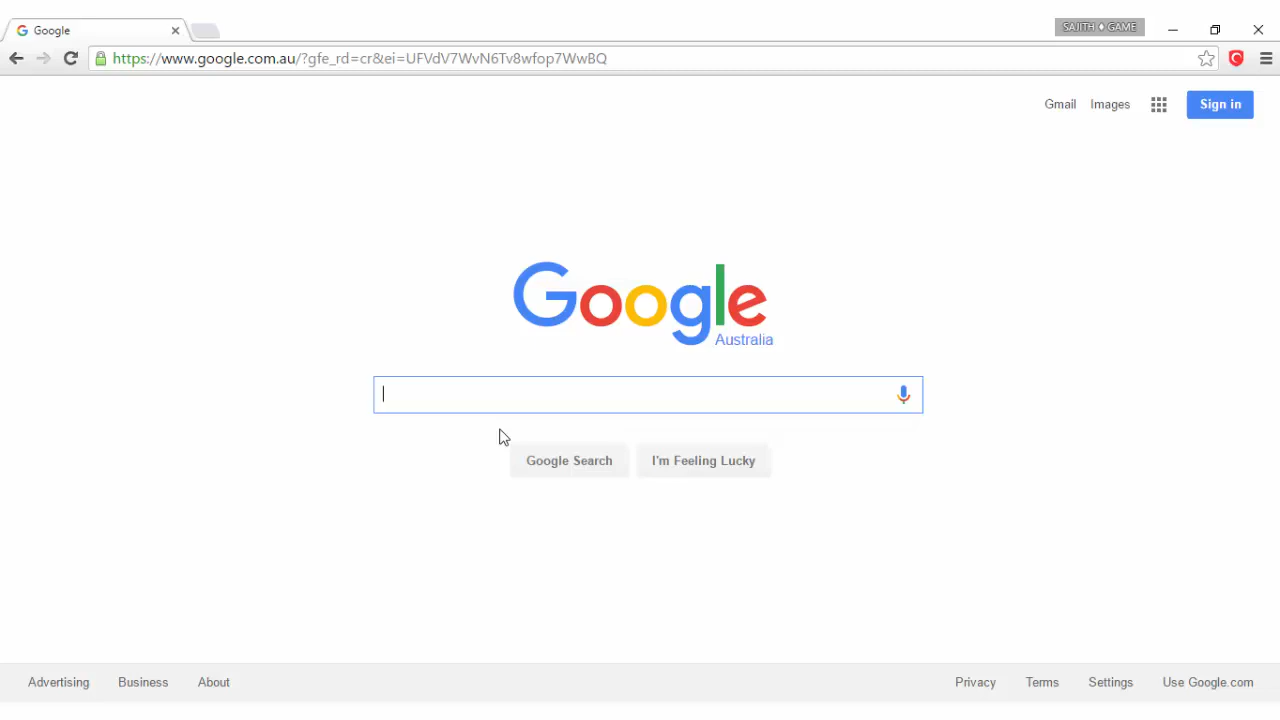 Google
SAJITH ♦ GAME
https://www.google.com.au/?gfe_rd=cr&ei=UFVdV7WvN6Tv8wfop7WwBQ
Gmail Images Sign in
Google
Australia
Google Search I'm Feeling Lucky
Advertising Business About Privacy Terms Settings Use Google.com